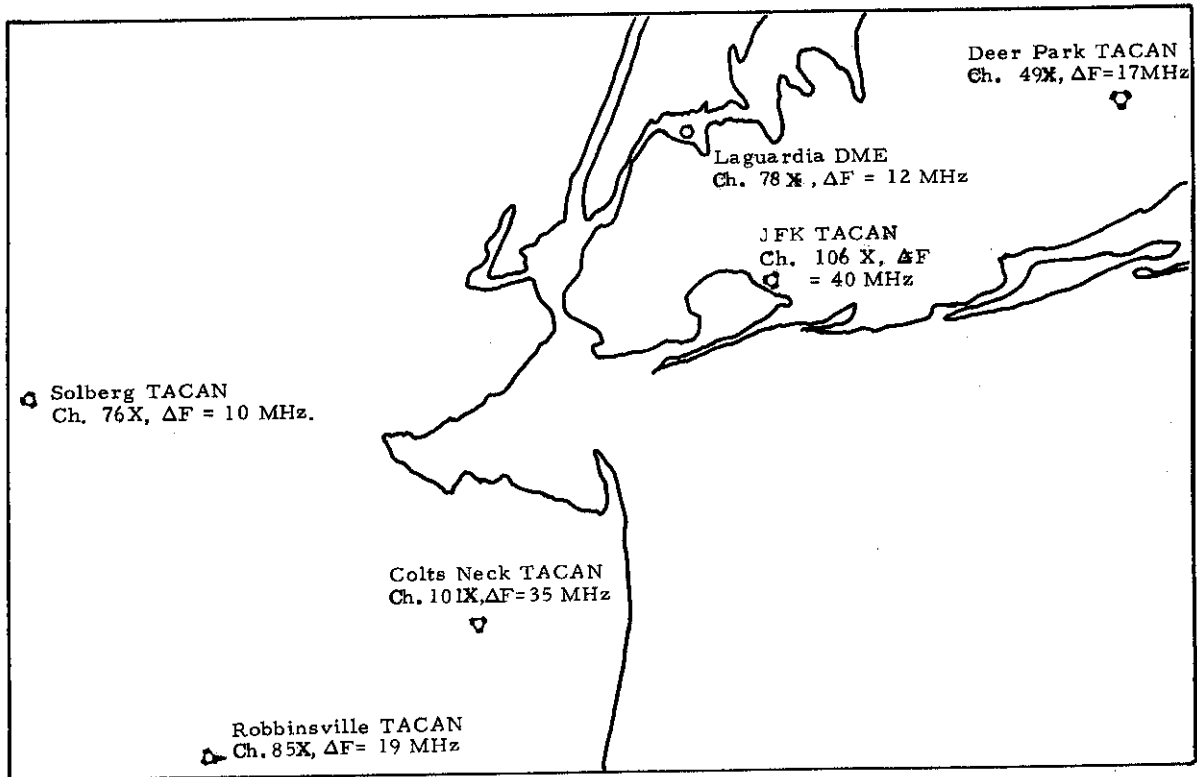 Deer Park TACAN
Ch. 49X, ΔF=17MHz
Laguardia DME
Ch. 78X, ΔF = 12 MHz
JFK TACAN
Ch. 106 X, ΔF
= 40 MHz
Solberg TACAN
Ch. 76X, ΔF = 10 MHz.
Colts Neck TACAN
Ch. 101X, ΔF=35 MHz
Robbinsville TACAN
Ch. 85X, ΔF= 19 MHz